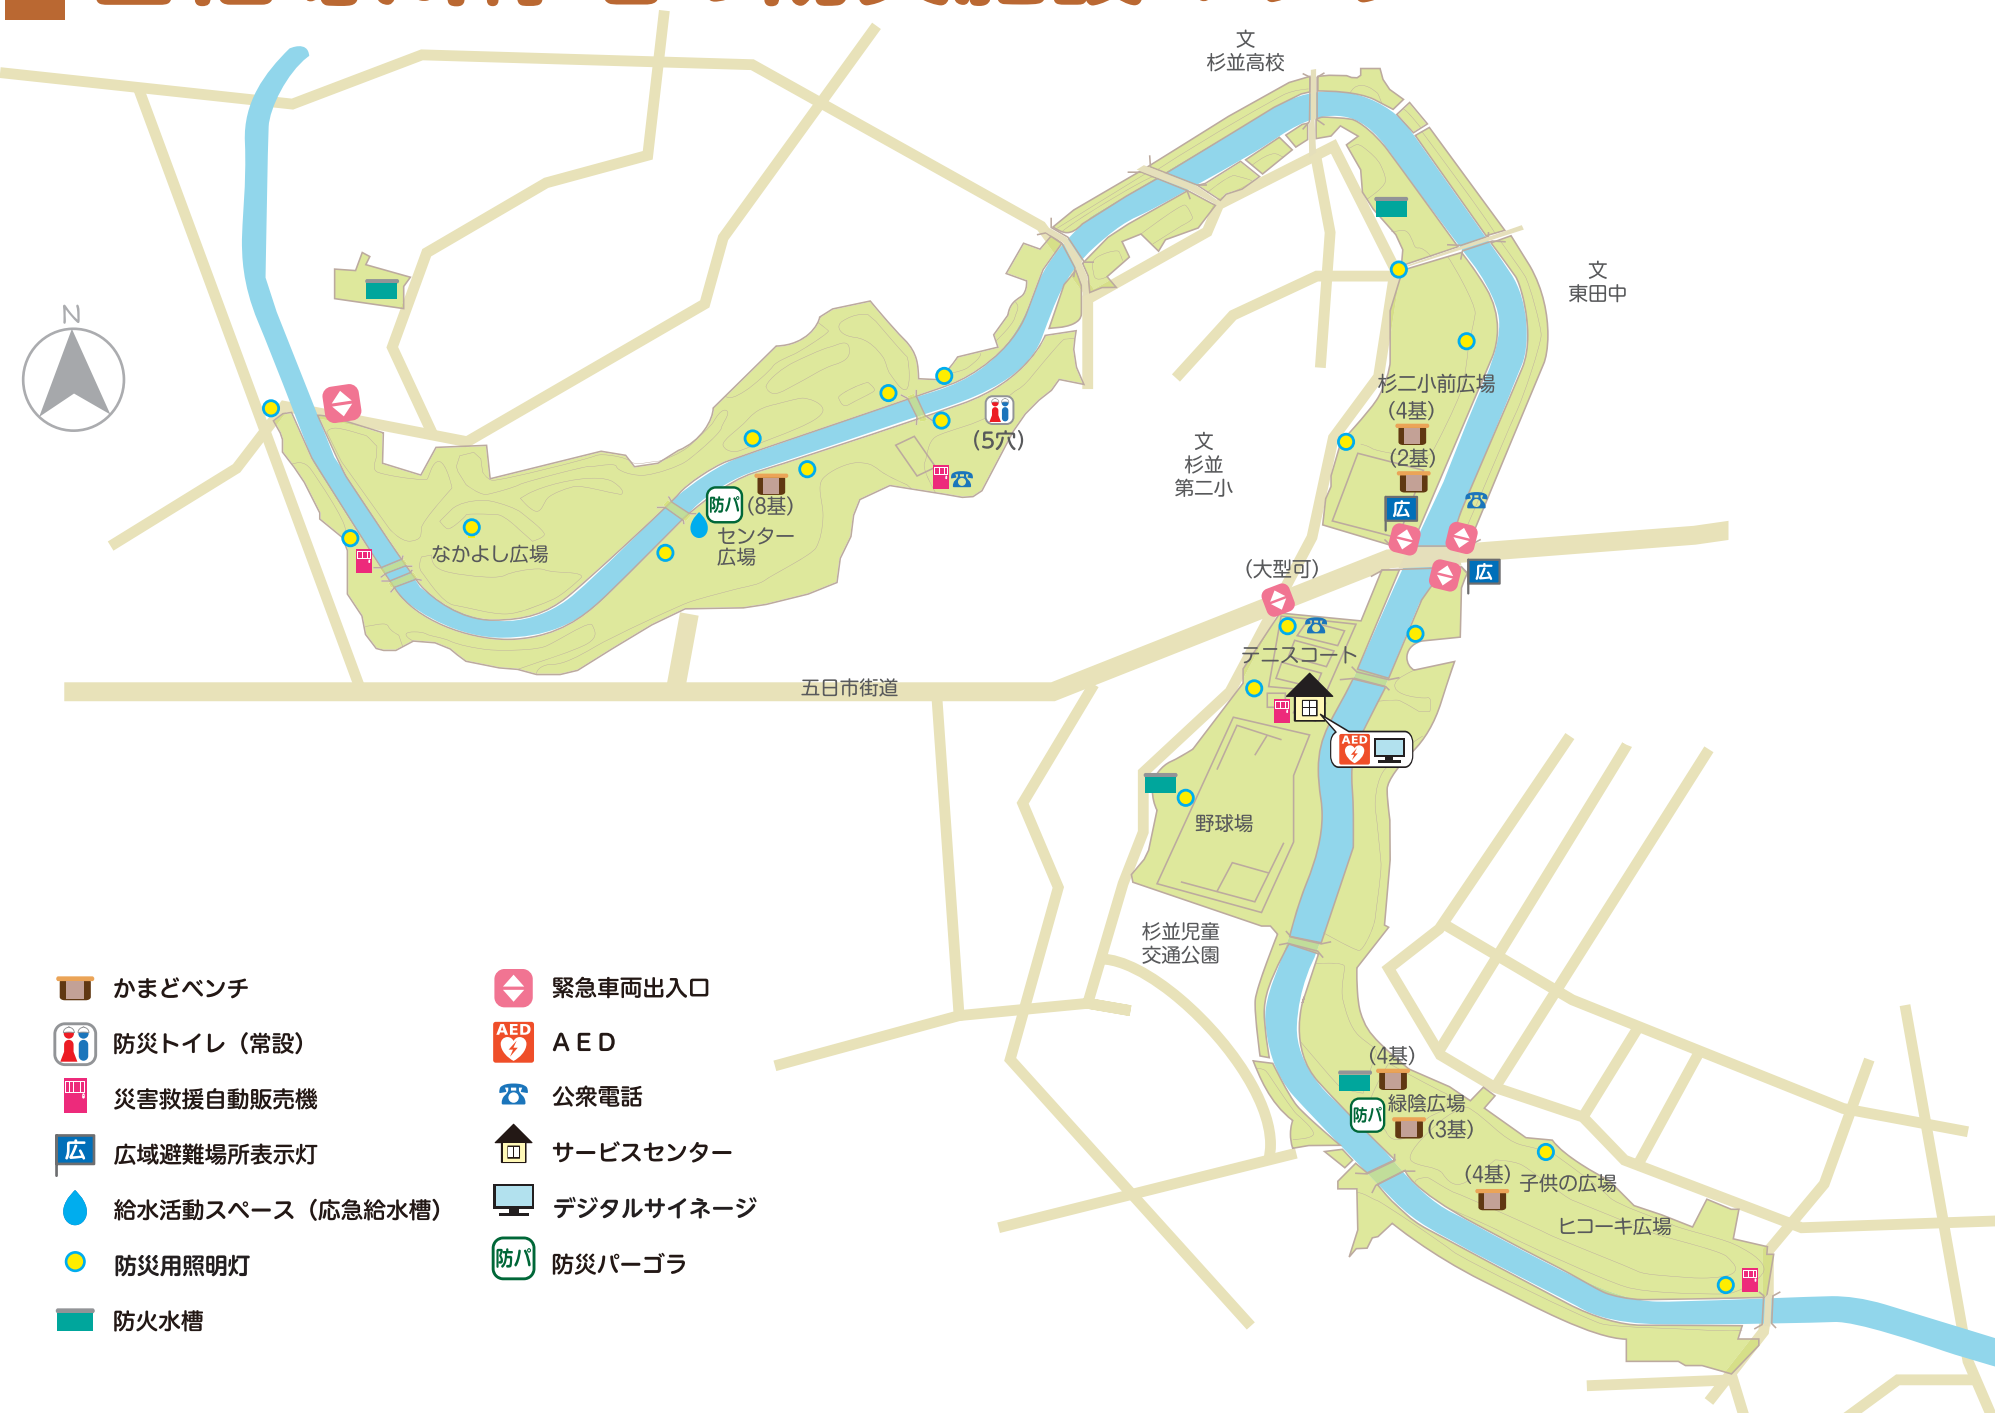 文
杉並高校
N
文
東田中
杉二小前広場
(4基)
(2基)
広
文
杉並
第二小
(5穴)
防パ
(8基)
センター
広場
なかよし広場
広
(大型可)
テニスコート
五日市街道
AED
野球場
杉並児童
交通公園
(4基)
緑陰広場
防パ
(3基)
(4基)
子供の広場
ヒコーキ広場
かまどベンチ
防災トイレ（常設）
災害救援自動販売機
広
広域避難場所表示灯
給水活動スペース（応急給水槽）
防災用照明灯
防火水槽
緊急車両出入口
AED
ＡＥＤ
公衆電話
サービスセンター
デジタルサイネージ
防パ
防災パーゴラ